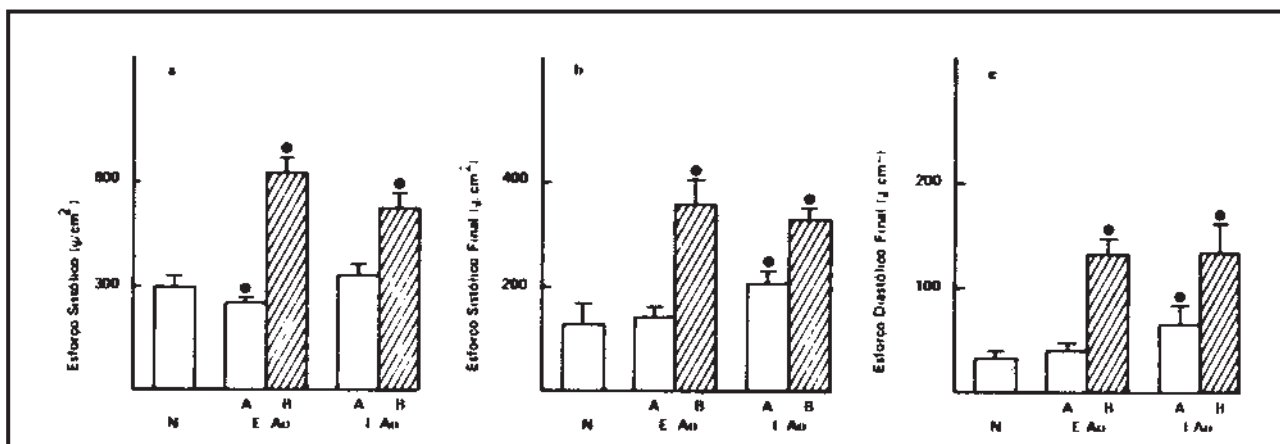 a
Esforço Sistólico (g/cm²)
600
300
N
A
B
E Ao
A
B
I Ao
b
Esforço Sistólico Final (g/cm²)
400
200
N
A
B
E Ao
A
B
I Ao
c
Esforço Diastólico Final (g/cm²)
200
100
N
A
B
E Ao
A
B
I Ao